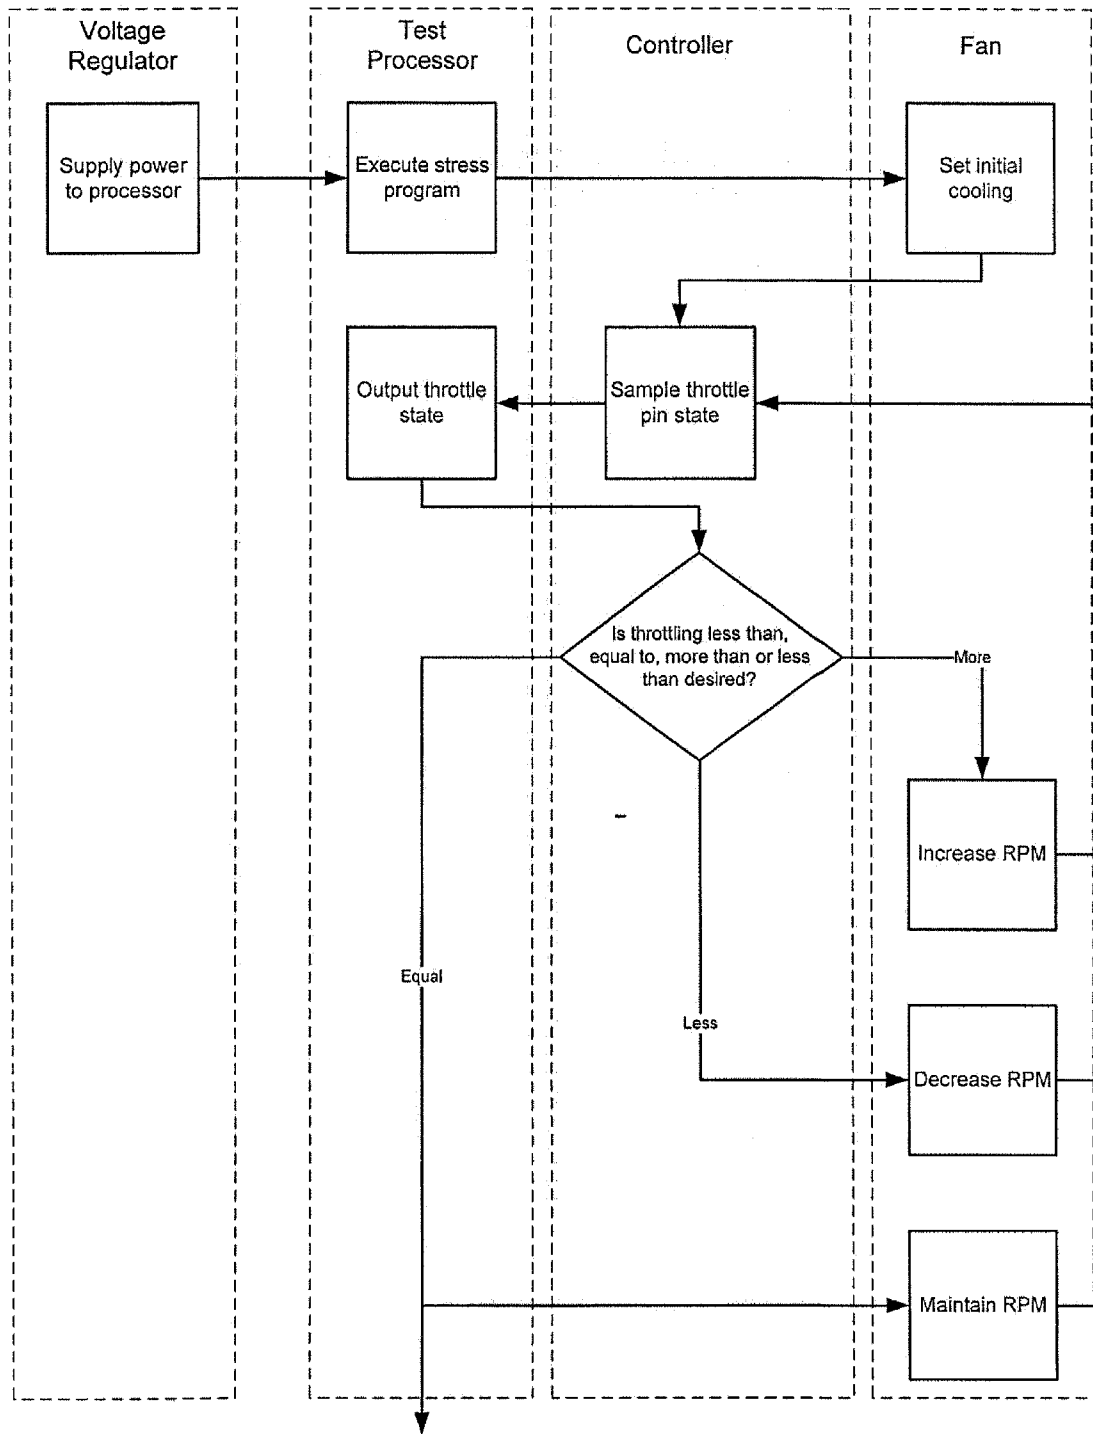 Voltage
Regulator
Test
Processor
Controller
Fan
Supply power
to processor
Execute stress
program
Set initial
cooling
Output throttle
state
Sample throttle
pin state
Is throttling less than,
equal to, more than or less
than desired?
More
Increase RPM
Equal
Less
Decrease RPM
Maintain RPM